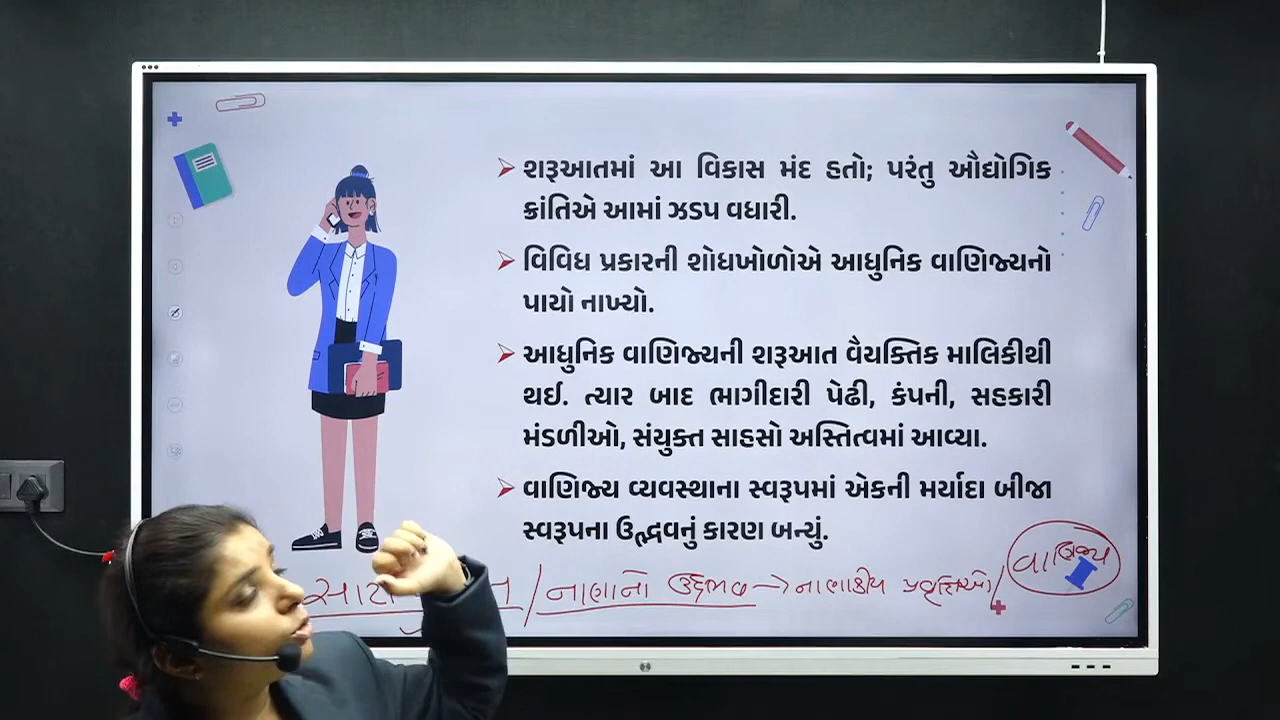 શરૂઆતમાં આ વિકાસ મંદ હતો; પરંતુ ઔદ્યોગિક
ક્રાંતિએ આમાં ઝડપ વધારી.
વિવિધ પ્રકારની શોધખોળોએ આધુનિક વાણિજ્યનો
પાયો નાખ્યો.
આધુનિક વાણિજ્યની શરૂઆત વૈયક્તિક માલિકીથી
થઈ. ત્યાર બાદ ભાગીદારી પેઢી, કંપની, સહકારી
મંડળીઓ, સંયુક્ત સાહસો અસ્તિત્વમાં આવ્યા.
વાણિજ્ય વ્યવસ્થાના સ્વરૂપમાં એકની મર્યાદા બીજા
સ્વરૂપના ઉદ્ભવનું કારણ બન્યું.
/ નાણાનો ઉદ્દભવ → નાણાકીય પ્રવૃત્તિઓ / વાણિજ્ય